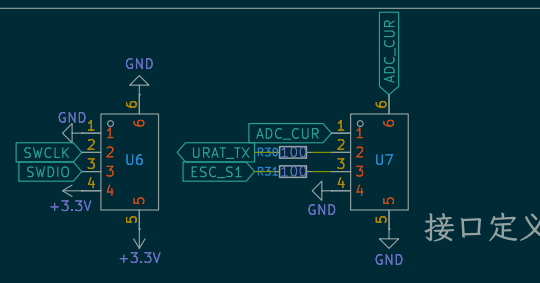 ADC_CUR
GND
6
6
GND
1
1
SWCLK
2
2
U6
SWDIO
3
3
4
4
+3.3V
5
5
+3.3V
6
6
ADC_CUR
1
1
URAT_TX
R30
100
2
2
U7
ESC_S1
R31
100
3
3
4
4
GND
5
5
GND
接口定义